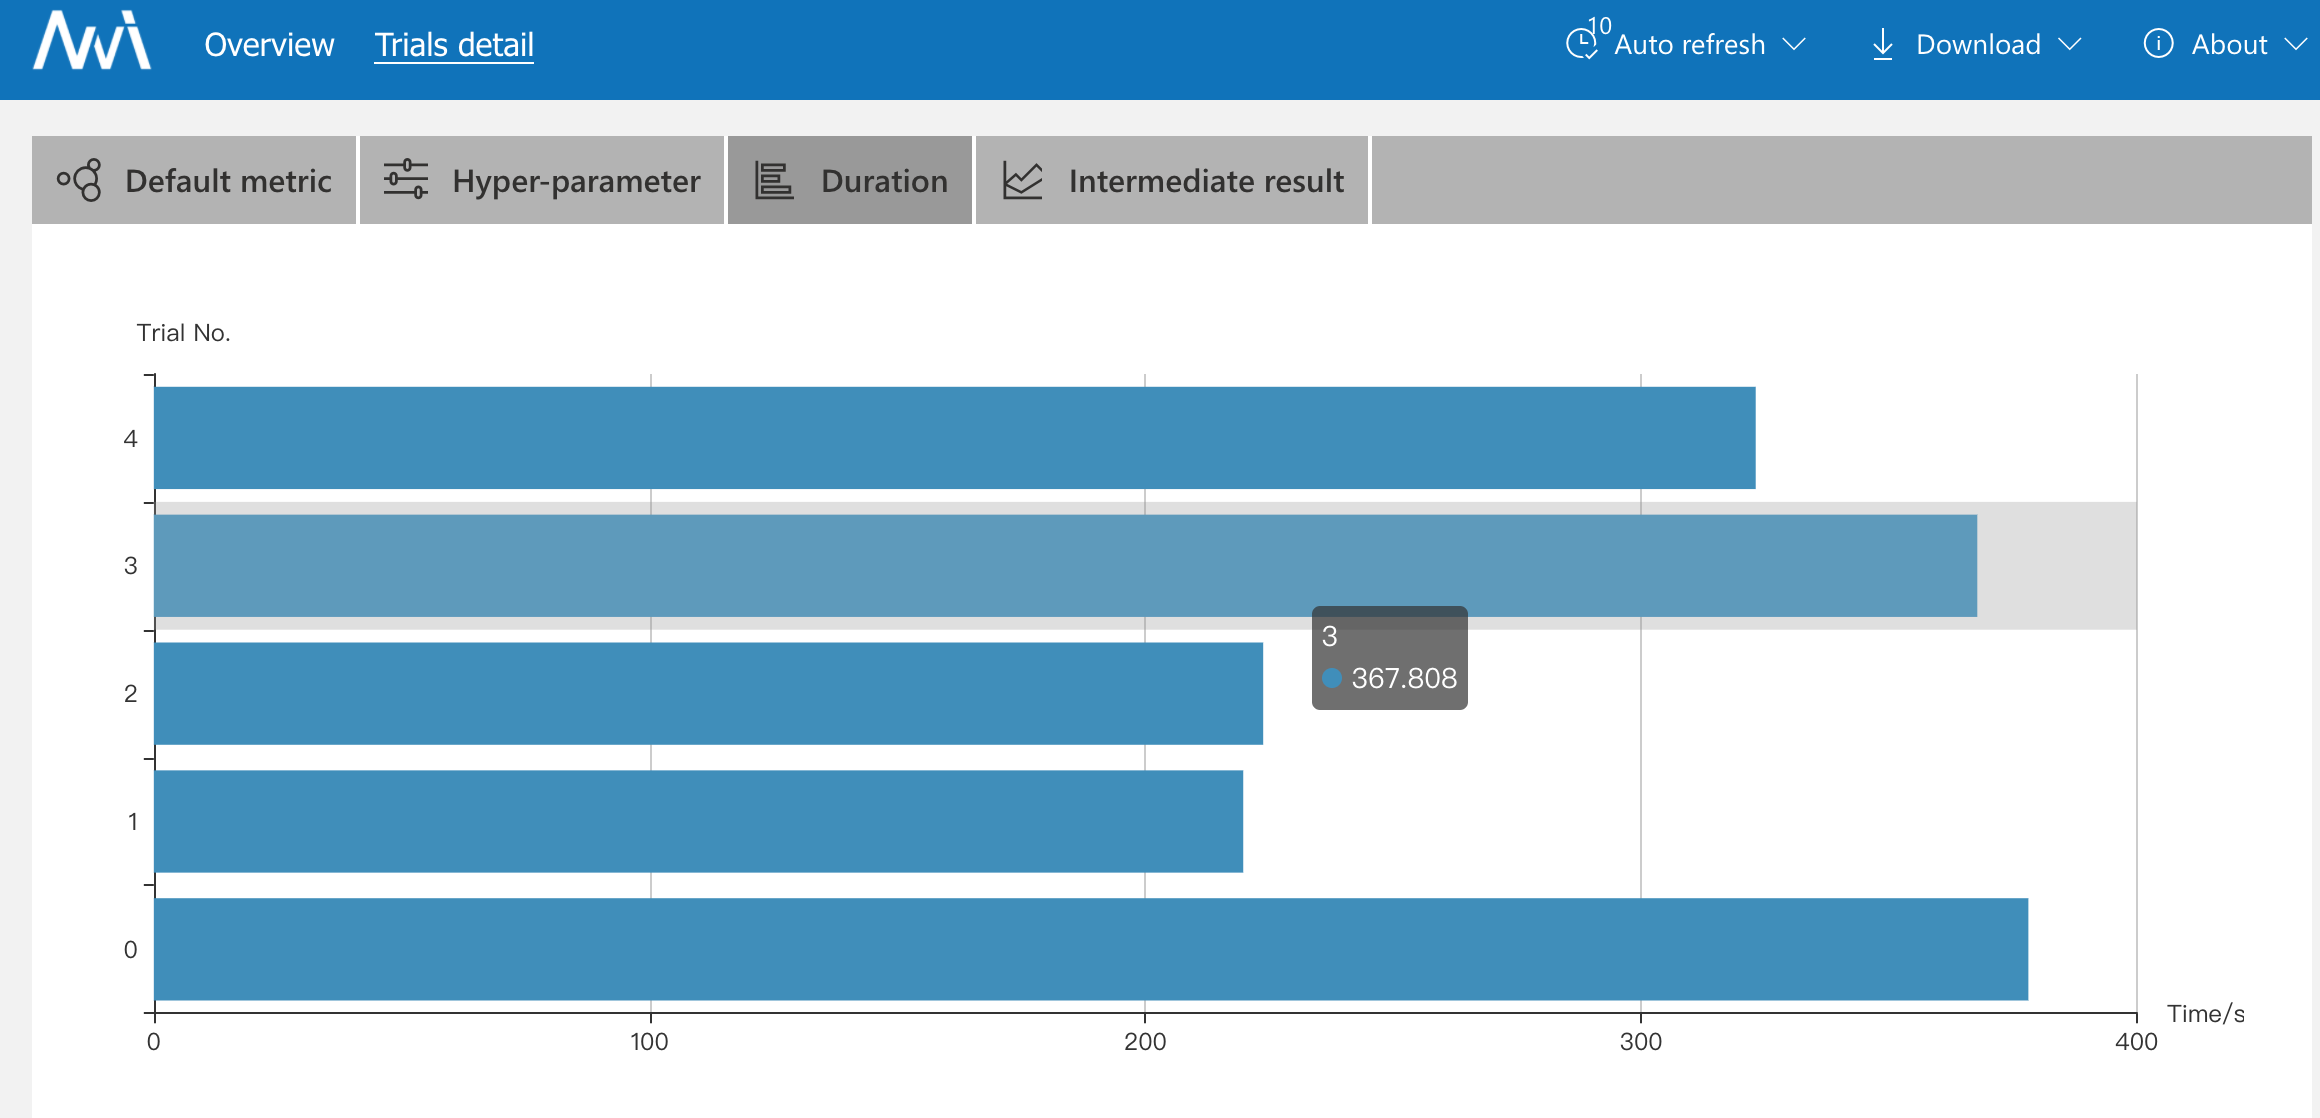 NNi Overview Trials detail 10 Auto refresh Download About
Default metric Hyper-parameter Duration Intermediate result
Trial No.
4
3
3
367.808
2
1
0
Time/s
0 100 200 300 400